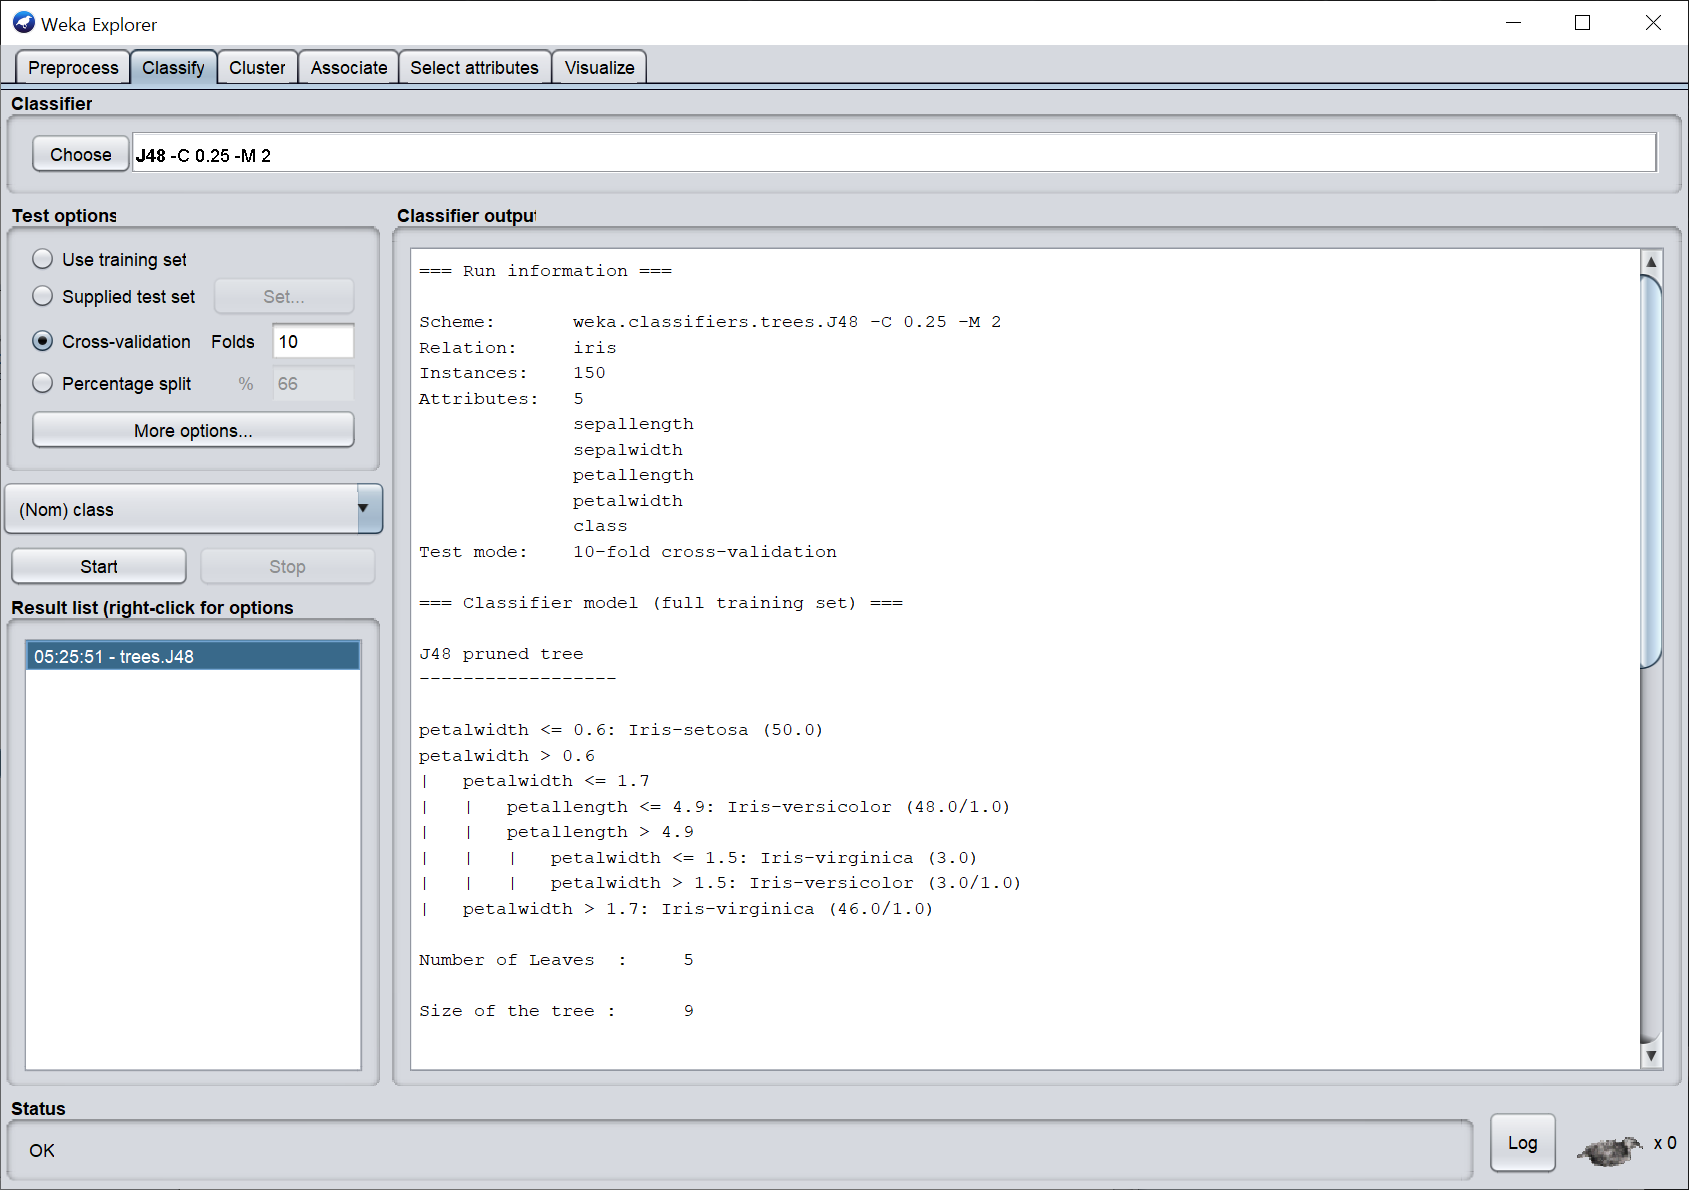 Weka Explorer
Preprocess Classify Cluster Associate Select attributes Visualize
Classifier
Choose J48 -C 0.25 -M 2
Test options
Use training set
Supplied test set Set...
Cross-validation Folds 10
Percentage split % 66
More options...
(Nom) class
Start Stop
Result list (right-click for options
05:25:51 - trees.J48
Classifier output
=== Run information ===
Scheme: weka.classifiers.trees.J48 -C 0.25 -M 2
Relation: iris
Instances: 150
Attributes: 5
sepallength
sepalwidth
petallength
petalwidth
class
Test mode: 10-fold cross-validation
=== Classifier model (full training set) ===
J48 pruned tree
------------------
petalwidth <= 0.6: Iris-setosa (50.0)
petalwidth > 0.6
| petalwidth <= 1.7
| | petallength <= 4.9: Iris-versicolor (48.0/1.0)
| | petallength > 4.9
| | | petalwidth <= 1.5: Iris-virginica (3.0)
| | | petalwidth > 1.5: Iris-versicolor (3.0/1.0)
| petalwidth > 1.7: Iris-virginica (46.0/1.0)
Number of Leaves : 5
Size of the tree : 9
Status
OK
Log x 0